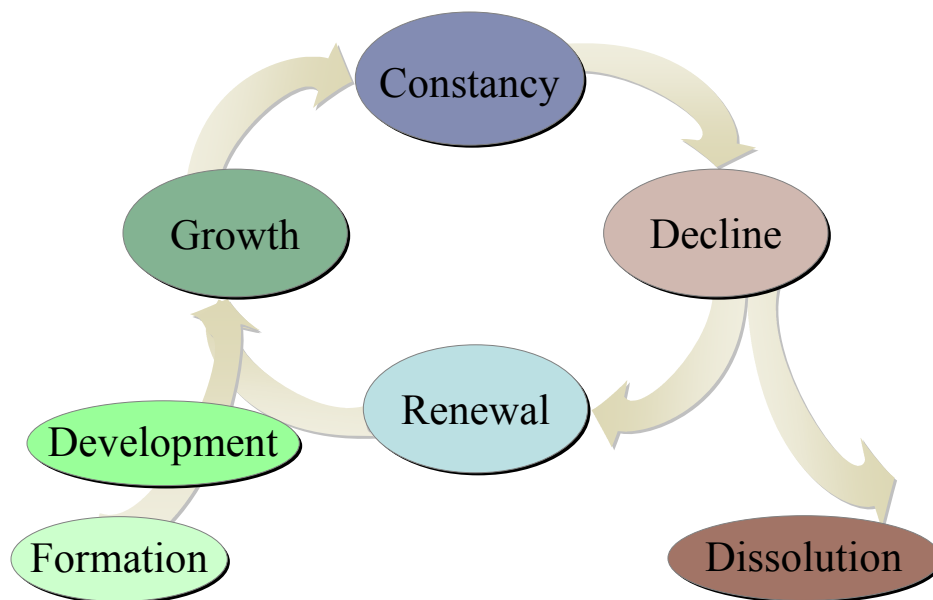 Constancy
Growth
Decline
Renewal
Development
Formation
Dissolution